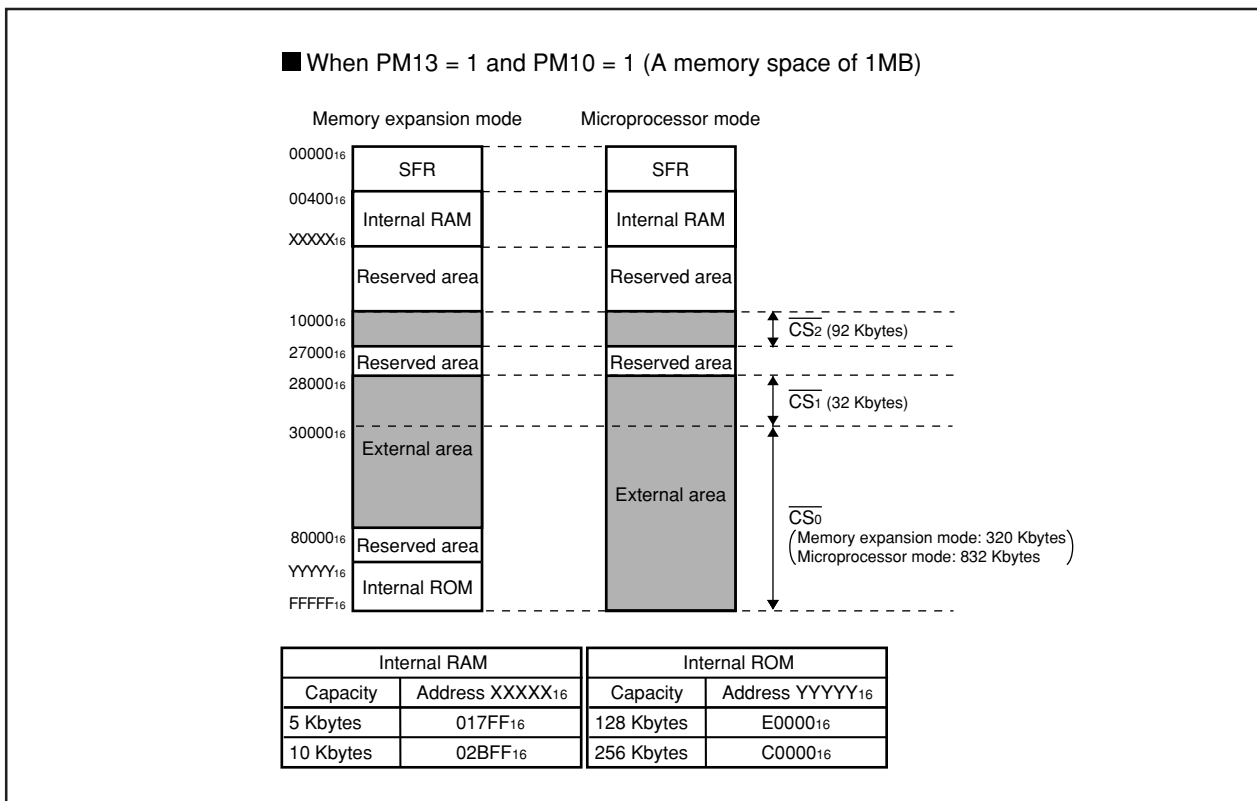 ■ When PM13 = 1 and PM10 = 1 (A memory space of 1MB)
Memory expansion mode
Microprocessor mode
00000₁₆
SFR
SFR
00400₁₆
Internal RAM
Internal RAM
XXXXX₁₆
Reserved area
Reserved area
10000₁₆
CS₂ (92 Kbytes)
27000₁₆
Reserved area
Reserved area
28000₁₆
CS₁ (32 Kbytes)
30000₁₆
External area
External area
CS₀
(Memory expansion mode: 320 Kbytes
Microprocessor mode: 832 Kbytes)
80000₁₆
Reserved area
YYYYY₁₆
Internal ROM
FFFFF₁₆
Internal RAM Internal ROM
Capacity Address XXXXX₁₆ Capacity Address YYYYY₁₆
5 Kbytes 017FF₁₆ 128 Kbytes E0000₁₆
10 Kbytes 02BFF₁₆ 256 Kbytes C0000₁₆